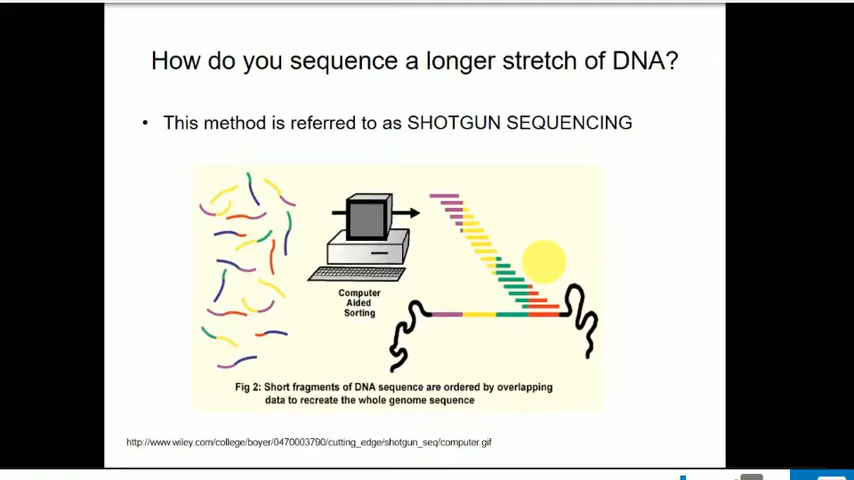 How do you sequence a longer stretch of DNA?
• This method is referred to as SHOTGUN SEQUENCING
Computer
Aided
Sorting
Fig 2: Short fragments of DNA sequence are ordered by overlapping
data to recreate the whole genome sequence
http://www.wiley.com/college/boyer/0470003790/cutting_edge/shotgun_seq/computer.gif